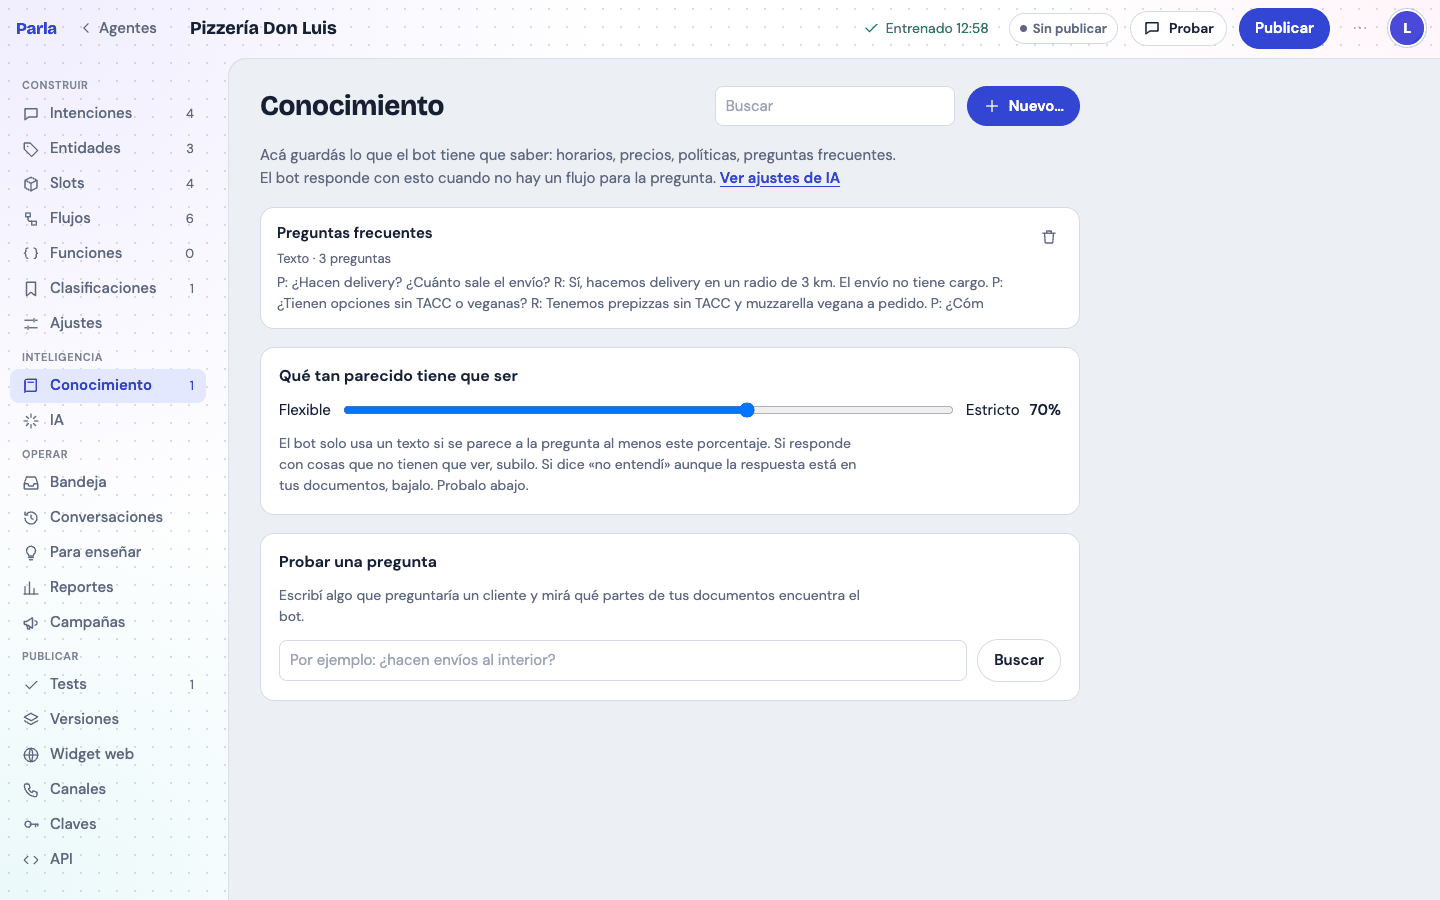 Parla
Agentes
Pizzería Don Luis
Entrenado 12:58
Sin publicar
Probar
Publicar
L
CONSTRUIR
Intenciones 4
Entidades 3
Slots 4
Flujos 6
Funciones 0
Clasificaciones 1
Ajustes
INTELIGENCIA
Conocimiento 1
IA
OPERAR
Bandeja
Conversaciones
Para enseñar
Reportes
Campañas
PUBLICAR
Tests 1
Versiones
Widget web
Canales
Claves
API
Conocimiento
Buscar
Nuevo...
Acá guardás lo que el bot tiene que saber: horarios, precios, políticas, preguntas frecuentes.
El bot responde con esto cuando no hay un flujo para la pregunta. Ver ajustes de IA
Preguntas frecuentes
Texto · 3 preguntas
P: ¿Hacen delivery? ¿Cuánto sale el envío? R: Sí, hacemos delivery en un radio de 3 km. El envío no tiene cargo. P:
¿Tienen opciones sin TACC o veganas? R: Tenemos prepizzas sin TACC y muzzarella vegana a pedido. P: ¿Cóm
Qué tan parecido tiene que ser
Flexible
Estricto 70%
El bot solo usa un texto si se parece a la pregunta al menos este porcentaje. Si responde
con cosas que no tienen que ver, subilo. Si dice «no entendí» aunque la respuesta está en
tus documentos, bajalo. Probalo abajo.
Probar una pregunta
Escribí algo que preguntaría un cliente y mirá qué partes de tus documentos encuentra el
bot.
Por ejemplo: ¿hacen envíos al interior?
Buscar